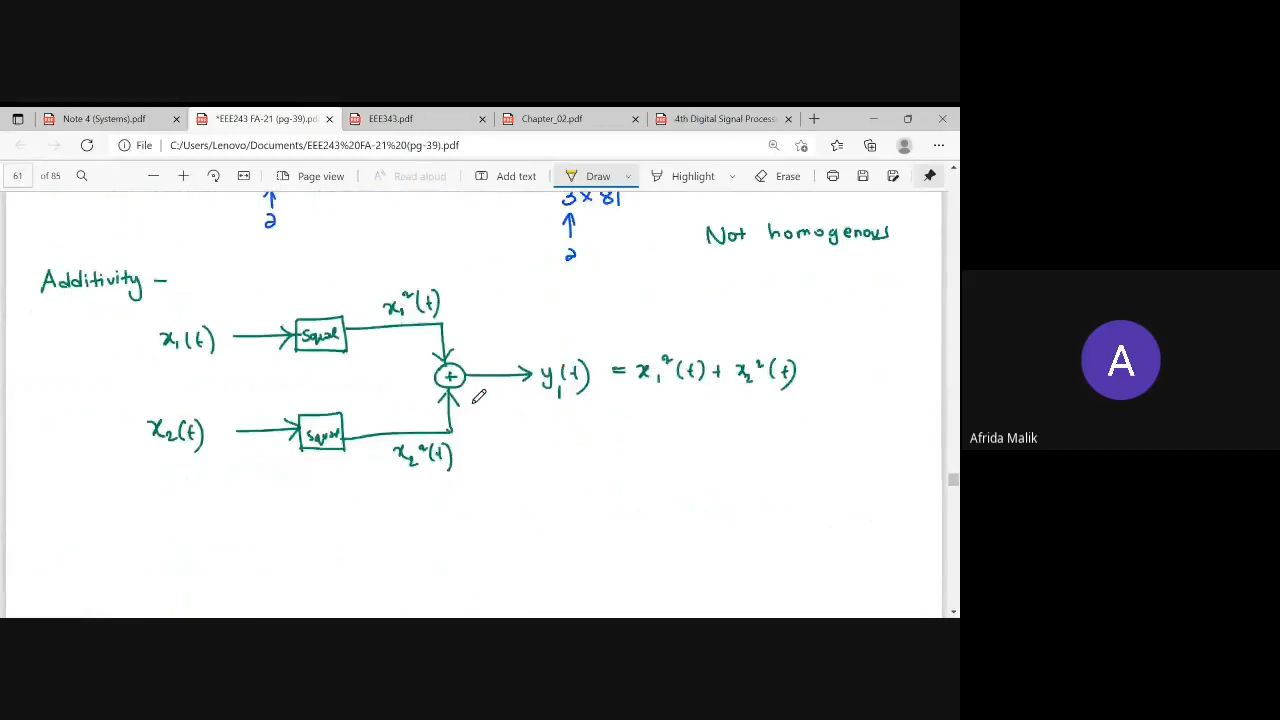 Note 4 (Systems).pdf
*EEE243 FA-21 (pg-39).pd
EEE343.pdf
Chapter_02.pdf
4th Digital Signal Process
File C:/Users/Lenovo/Documents/EEE243%20FA-21%20(pg-39).pdf
61 of 85 Page view Read aloud Add text Draw Highlight Erase
3 × 81
2
2
Not homogenous
Additivity –
x₁²(t)
x₁(t) Square
+ y₁(t) = x₁²(t) + x₂²(t)
x₂(t) Square
x₂²(t)
A
Afrida Malik